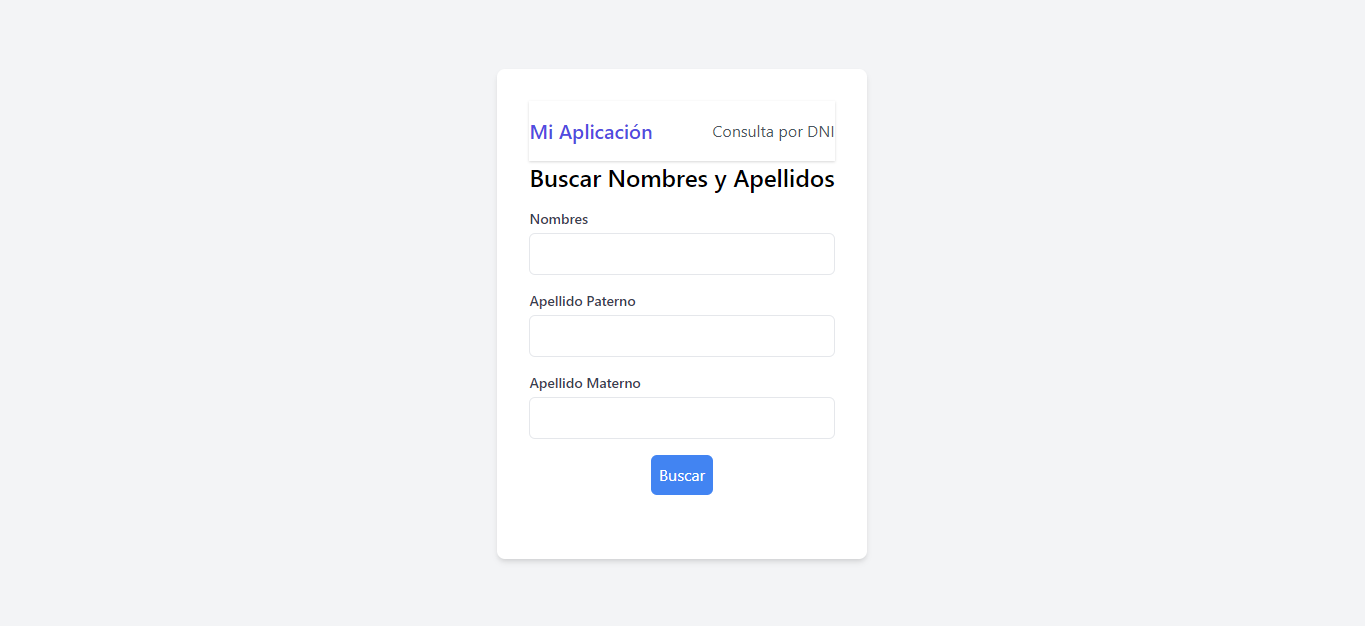 Mi Aplicación Consulta por DNI
Buscar Nombres y Apellidos
Nombres
Apellido Paterno
Apellido Materno
Buscar